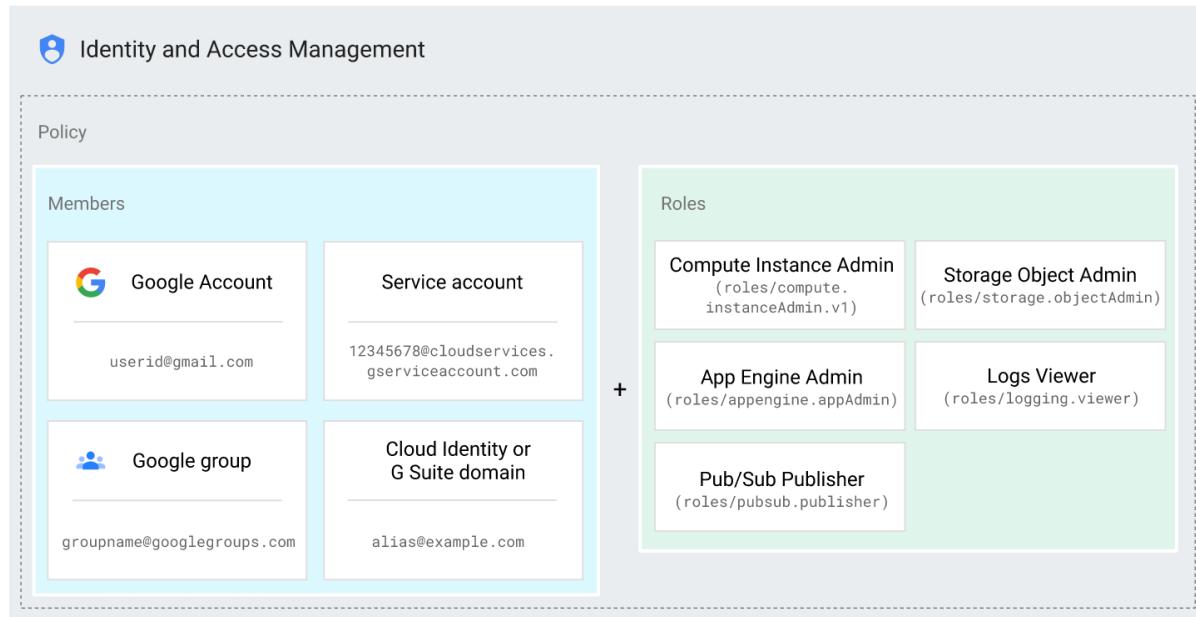 Identity and Access Management
Policy
Members
Google Account
userid@gmail.com
Service account
12345678@cloudservices.
gserviceaccount.com
Google group
groupname@googlegroups.com
Cloud Identity or
G Suite domain
alias@example.com
+
Roles
Compute Instance Admin
(roles/compute.
instanceAdmin.v1)
Storage Object Admin
(roles/storage.objectAdmin)
App Engine Admin
(roles/appengine.appAdmin)
Logs Viewer
(roles/logging.viewer)
Pub/Sub Publisher
(roles/pubsub.publisher)